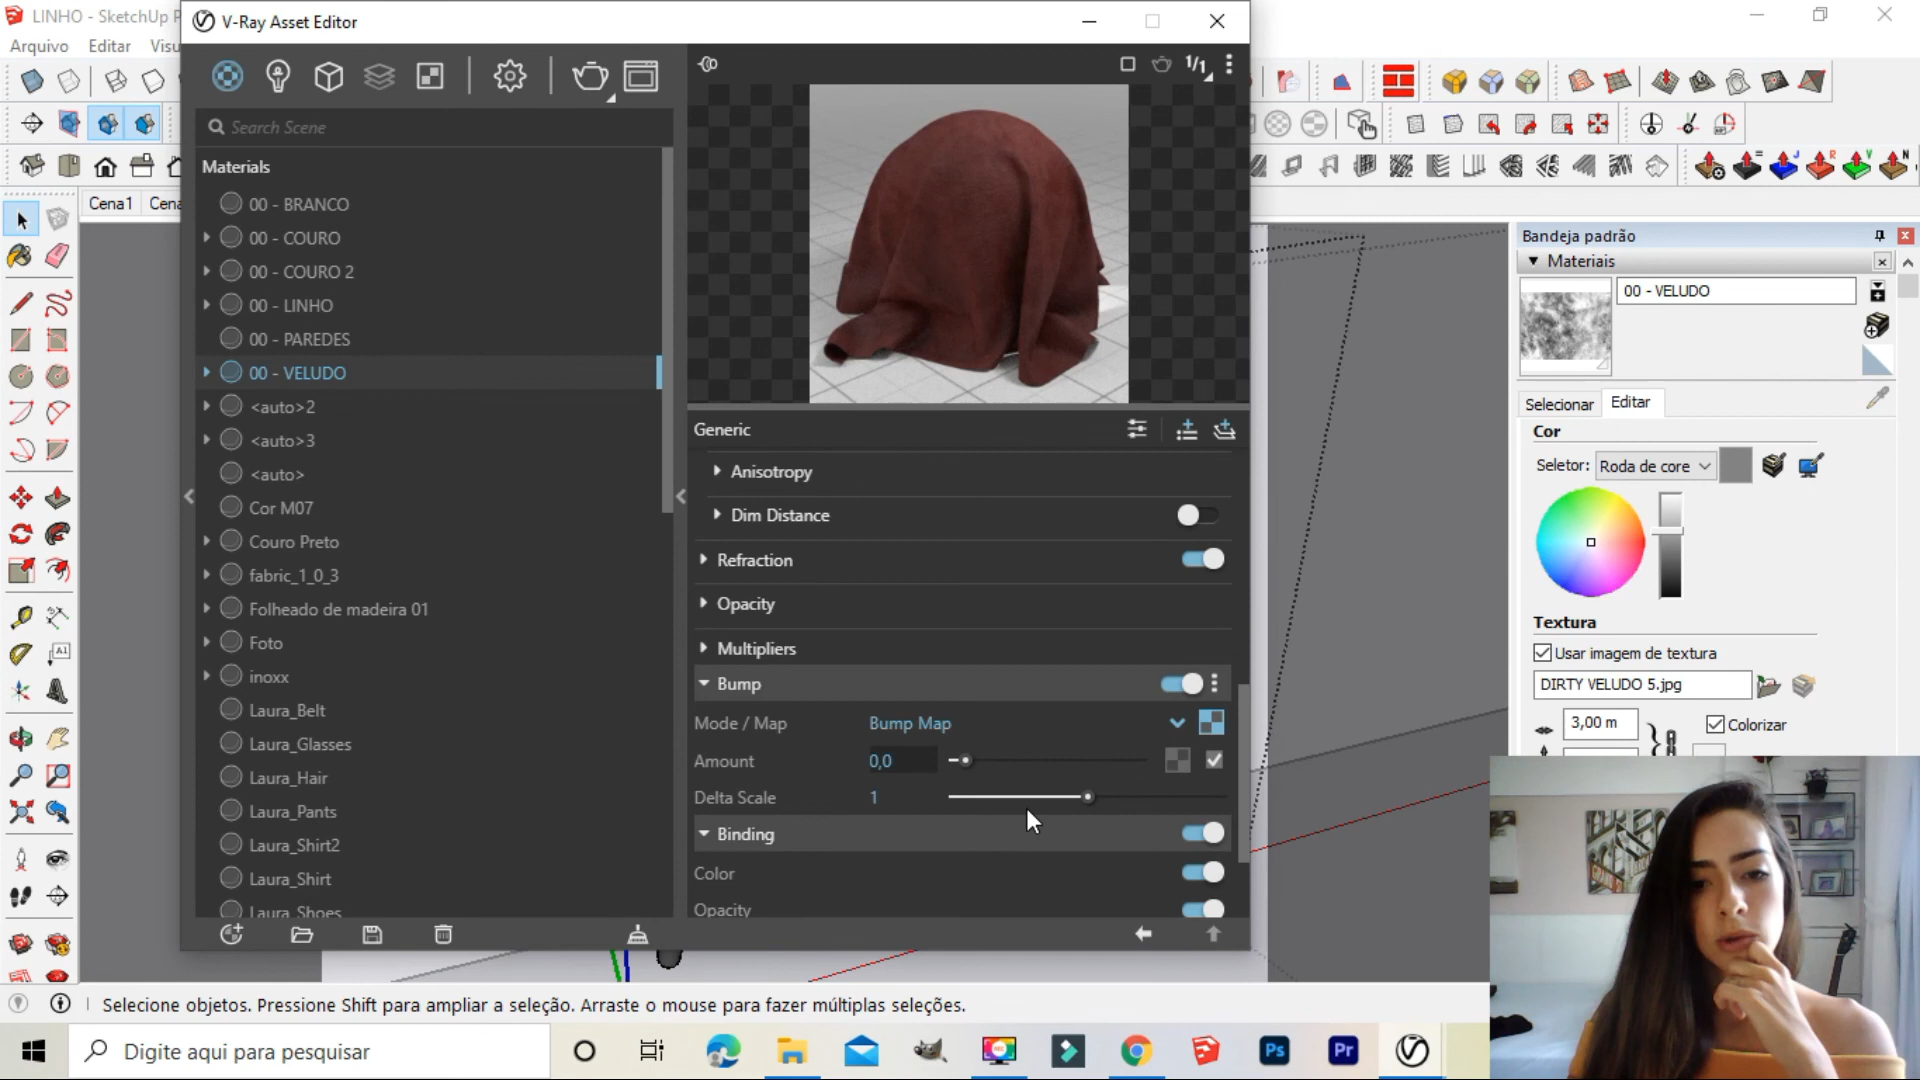 LINHO - SketchUp P
Arquivo Editar Visu
V-Ray Asset Editor
1/1
Search Scene
Materials
00 - BRANCO
00 - COURO
00 - COURO 2
00 - LINHO
00 - PAREDES
00 - VELUDO
<auto>2
<auto>3
<auto>
Cor M07
Couro Preto
fabric_1_0_3
Folheado de madeira 01
Foto
inoxx
Laura_Belt
Laura_Glasses
Laura_Hair
Laura_Pants
Laura_Shirt2
Laura_Shirt
Laura_Shoes
Cena1 Cena
Generic
Anisotropy
Dim Distance
Refraction
Opacity
Multipliers
Bump
Mode / Map Bump Map
Amount 0,0
Delta Scale 1
Binding
Color
Opacity
Bandeja padrão
Materiais
00 - VELUDO
Selecionar Editar
Cor
Seletor: Roda de core
Textura
Usar imagem de textura
DIRTY VELUDO 5.jpg
3,00 m Colorizar
Selecione objetos. Pressione Shift para ampliar a seleção. Arraste o mouse para fazer múltiplas seleções.
Digite aqui para pesquisar
Ps
Pr